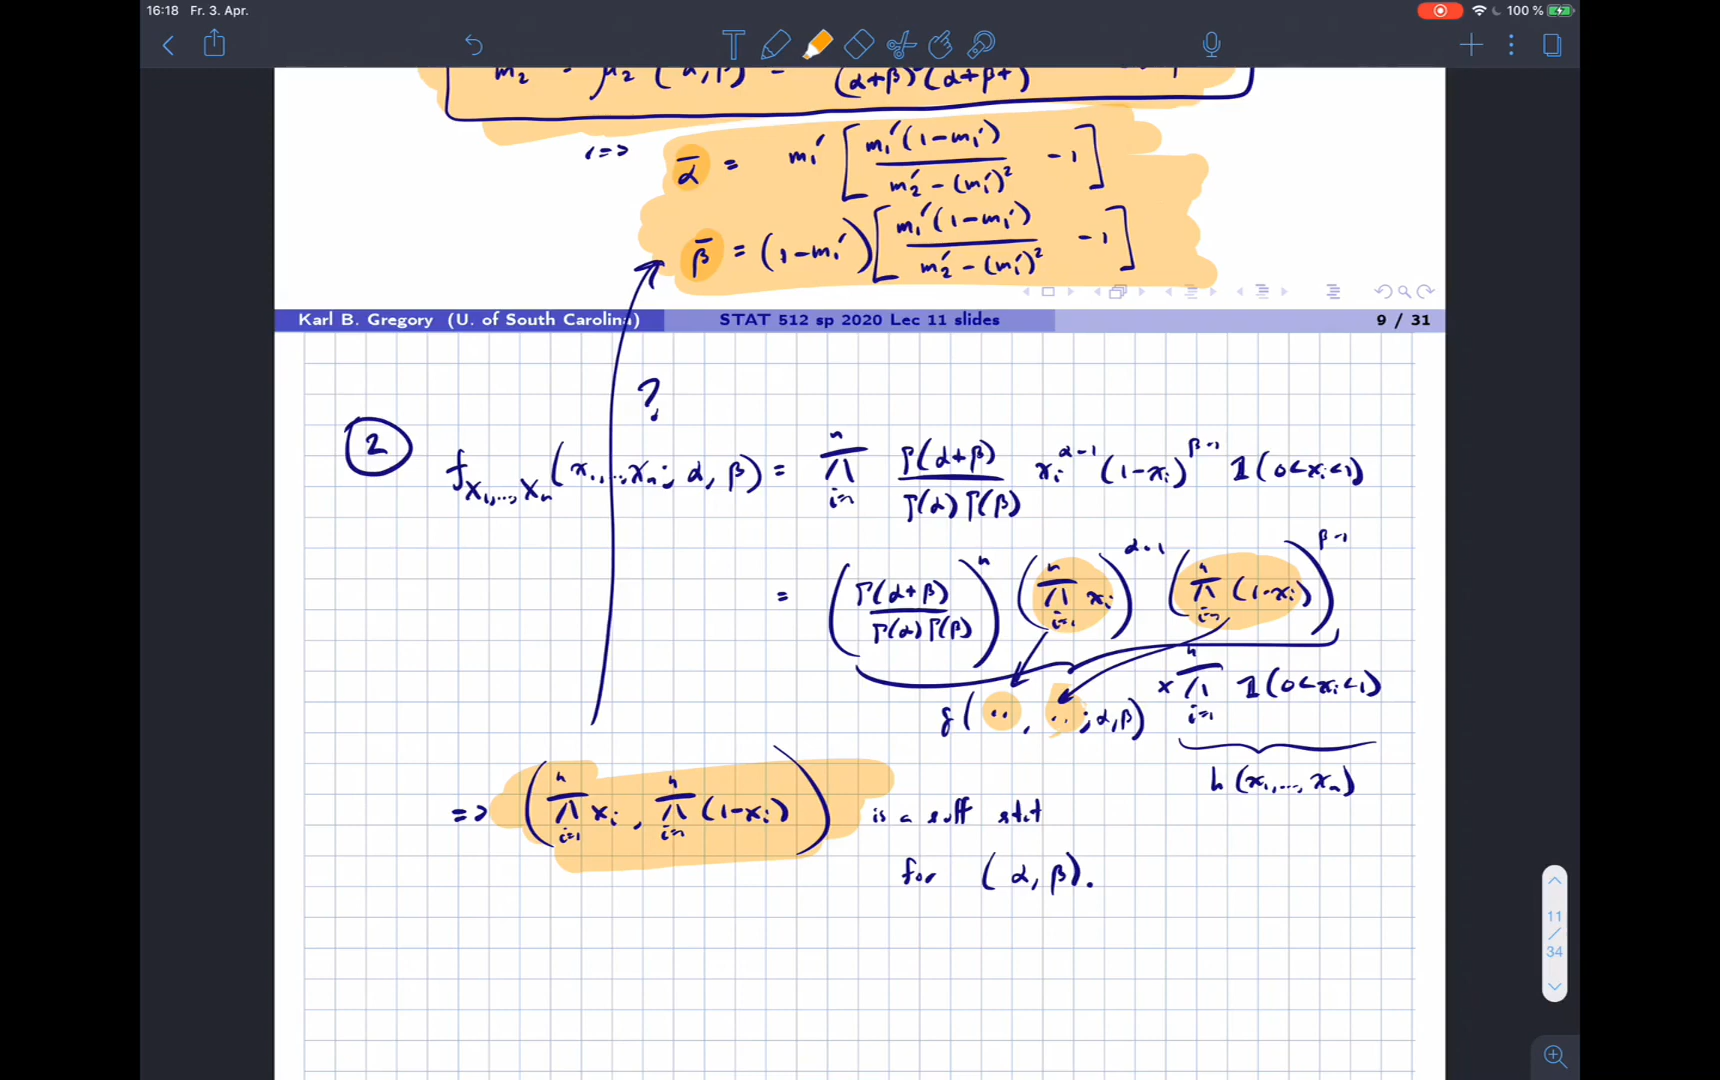 16:18 Fr. 3. Apr.
100 %
m₂' = μ₂'(α, β) =
(α+β)²(α+β+1)
<=> ᾱ = m₁' [ m₁'(1-m₁') / (m₂' - (m₁')²) - 1 ]
β̄ = (1-m₁') [ m₁'(1-m₁') / (m₂' - (m₁')²) - 1 ]
Karl B. Gregory (U. of South Carolina) STAT 512 sp 2020 Lec 11 slides 9 / 31
?
② f_{X₁,...,Xₙ}(x₁,...,xₙ; α, β) = ∏_{i=1}^n Γ(α+β) / (Γ(α)Γ(β)) xᵢ^{α-1} (1-xᵢ)^{β-1} 1(0<xᵢ<1)
= ( Γ(α+β) / (Γ(α)Γ(β)) )^n ( ∏_{i=1}^n xᵢ )^{α-1} ( ∏_{i=1}^n (1-xᵢ) )^{β-1}
x ∏_{i=1}^n 1(0<xᵢ<1)
g( .. , .. ; α, β)
h(x₁,..., xₙ)
=> ( ∏_{i=1}^n xᵢ , ∏_{i=1}^n (1-xᵢ) ) is a suff stat
for (α, β).
11
/
34